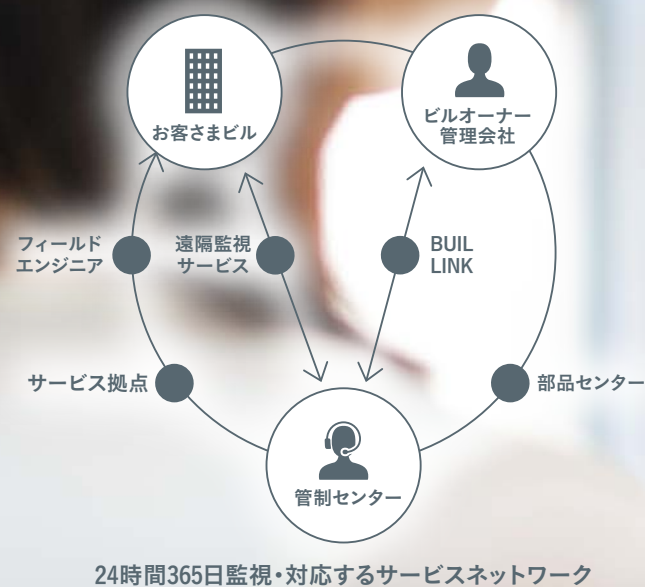 お客さまビル
ビルオーナー
管理会社
フィールド
エンジニア
遠隔監視
サービス
BUIL
LINK
サービス拠点
部品センター
管制センター
24時間365日監視・対応するサービスネットワーク